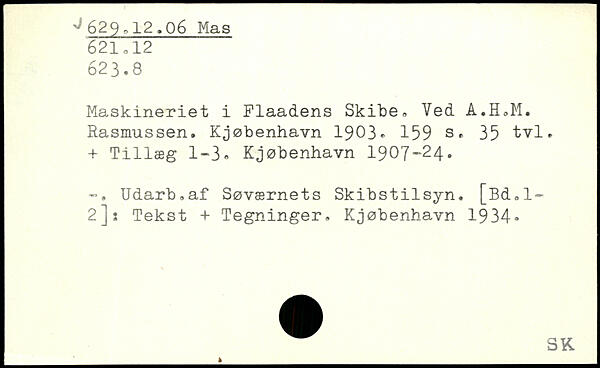 629.12.06 Mas
621.12
623.8
Maskineriet i Flaadens Skibe. Ved A.H.M.
Rasmussen. Kjøbenhavn 1903. 159 s. 35 tvl.
+ Tillæg 1-3. Kjøbenhavn 1907-24.
-. Udarb.af Søværnets Skibstilsyn. [Bd.1-
2]: Tekst + Tegninger. Kjøbenhavn 1934.
SK